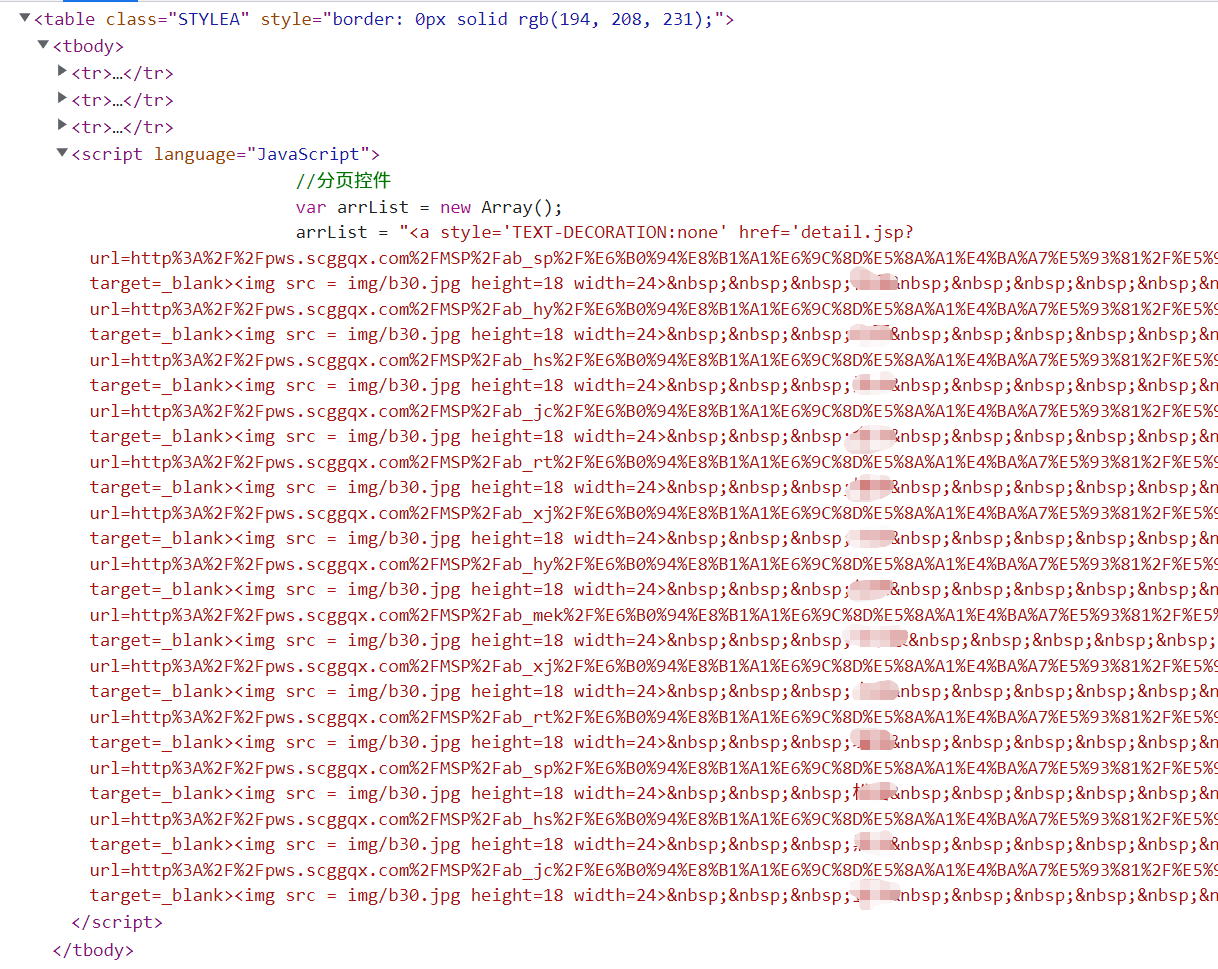 ▼<table class="STYLEA" style="border: 0px solid rgb(194, 208, 231);">
▼<tbody>
▶<tr>…</tr>
▶<tr>…</tr>
▶<tr>…</tr>
▼<script language="JavaScript">
//分页控件
var arrList = new Array();
arrList = "<a style='TEXT-DECORATION:none' href='detail.jsp?
url=http%3A%2F%2Fpws.scggqx.com%2FMSP%2Fab_sp%2F%E6%B0%94%E8%B1%A1%E6%9C%8D%E5%8A%A1%E4%BA%A7%E5%93%81%2F%E5%9
target=_blank><img src = img/b30.jpg height=18 width=24>&nbsp;&nbsp;&nbsp; &nbsp;&nbsp;&nbsp;&nbsp;&nbsp;&n
url=http%3A%2F%2Fpws.scggqx.com%2FMSP%2Fab_hy%2F%E6%B0%94%E8%B1%A1%E6%9C%8D%E5%8A%A1%E4%BA%A7%E5%93%81%2F%E5%9
target=_blank><img src = img/b30.jpg height=18 width=24>&nbsp;&nbsp;&nbsp; &nbsp;&nbsp;&nbsp;&nbsp;&nbsp;&n
url=http%3A%2F%2Fpws.scggqx.com%2FMSP%2Fab_hs%2F%E6%B0%94%E8%B1%A1%E6%9C%8D%E5%8A%A1%E4%BA%A7%E5%93%81%2F%E5%9
target=_blank><img src = img/b30.jpg height=18 width=24>&nbsp;&nbsp;&nbsp; &nbsp;&nbsp;&nbsp;&nbsp;&nbsp;&n
url=http%3A%2F%2Fpws.scggqx.com%2FMSP%2Fab_jc%2F%E6%B0%94%E8%B1%A1%E6%9C%8D%E5%8A%A1%E4%BA%A7%E5%93%81%2F%E5%9
target=_blank><img src = img/b30.jpg height=18 width=24>&nbsp;&nbsp;&nbsp; &nbsp;&nbsp;&nbsp;&nbsp;&nbsp;&n
url=http%3A%2F%2Fpws.scggqx.com%2FMSP%2Fab_rt%2F%E6%B0%94%E8%B1%A1%E6%9C%8D%E5%8A%A1%E4%BA%A7%E5%93%81%2F%E5%9
target=_blank><img src = img/b30.jpg height=18 width=24>&nbsp;&nbsp;&nbsp; &nbsp;&nbsp;&nbsp;&nbsp;&nbsp;&n
url=http%3A%2F%2Fpws.scggqx.com%2FMSP%2Fab_xj%2F%E6%B0%94%E8%B1%A1%E6%9C%8D%E5%8A%A1%E4%BA%A7%E5%93%81%2F%E5%9
target=_blank><img src = img/b30.jpg height=18 width=24>&nbsp;&nbsp;&nbsp; &nbsp;&nbsp;&nbsp;&nbsp;&nbsp;&n
url=http%3A%2F%2Fpws.scggqx.com%2FMSP%2Fab_hy%2F%E6%B0%94%E8%B1%A1%E6%9C%8D%E5%8A%A1%E4%BA%A7%E5%93%81%2F%E5%9
target=_blank><img src = img/b30.jpg height=18 width=24>&nbsp;&nbsp;&nbsp; &nbsp;&nbsp;&nbsp;&nbsp;&nbsp;&n
url=http%3A%2F%2Fpws.scggqx.com%2FMSP%2Fab_mek%2F%E6%B0%94%E8%B1%A1%E6%9C%8D%E5%8A%A1%E4%BA%A7%E5%93%81%2F%E5%
target=_blank><img src = img/b30.jpg height=18 width=24>&nbsp;&nbsp;&nbsp; &nbsp;&nbsp;&nbsp;&nbsp;&nbsp;
url=http%3A%2F%2Fpws.scggqx.com%2FMSP%2Fab_xj%2F%E6%B0%94%E8%B1%A1%E6%9C%8D%E5%8A%A1%E4%BA%A7%E5%93%81%2F%E5%9
target=_blank><img src = img/b30.jpg height=18 width=24>&nbsp;&nbsp;&nbsp; &nbsp;&nbsp;&nbsp;&nbsp;&nbsp;&n
url=http%3A%2F%2Fpws.scggqx.com%2FMSP%2Fab_rt%2F%E6%B0%94%E8%B1%A1%E6%9C%8D%E5%8A%A1%E4%BA%A7%E5%93%81%2F%E5%9
target=_blank><img src = img/b30.jpg height=18 width=24>&nbsp;&nbsp;&nbsp; &nbsp;&nbsp;&nbsp;&nbsp;&nbsp;&n
url=http%3A%2F%2Fpws.scggqx.com%2FMSP%2Fab_sp%2F%E6%B0%94%E8%B1%A1%E6%9C%8D%E5%8A%A1%E4%BA%A7%E5%93%81%2F%E5%9
target=_blank><img src = img/b30.jpg height=18 width=24>&nbsp;&nbsp;&nbsp; &nbsp;&nbsp;&nbsp;&nbsp;&nbsp;&n
url=http%3A%2F%2Fpws.scggqx.com%2FMSP%2Fab_hs%2F%E6%B0%94%E8%B1%A1%E6%9C%8D%E5%8A%A1%E4%BA%A7%E5%93%81%2F%E5%9
target=_blank><img src = img/b30.jpg height=18 width=24>&nbsp;&nbsp;&nbsp; &nbsp;&nbsp;&nbsp;&nbsp;&nbsp;&n
url=http%3A%2F%2Fpws.scggqx.com%2FMSP%2Fab_jc%2F%E6%B0%94%E8%B1%A1%E6%9C%8D%E5%8A%A1%E4%BA%A7%E5%93%81%2F%E5%9
target=_blank><img src = img/b30.jpg height=18 width=24>&nbsp;&nbsp;&nbsp; &nbsp;&nbsp;&nbsp;&nbsp;&nbsp;&n
</script>
</tbody>